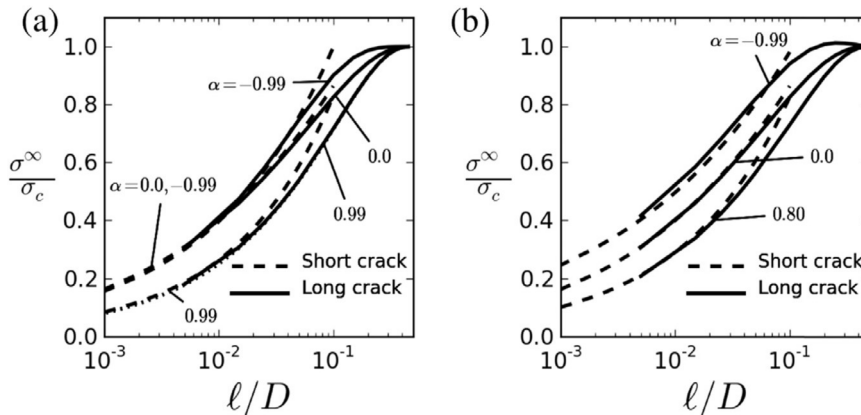 (a)
1.0
0.8
0.6
0.4
0.2
0.0
σ^∞/σ_c
α=−0.99
0.0
α=0.0,−0.99
0.99
0.99
Short crack
Long crack
10^-3
10^-2
10^-1
ℓ/D
(b)
1.0
0.8
0.6
0.4
0.2
0.0
σ^∞/σ_c
α=−0.99
0.0
0.80
Short crack
Long crack
10^-3
10^-2
10^-1
ℓ/D